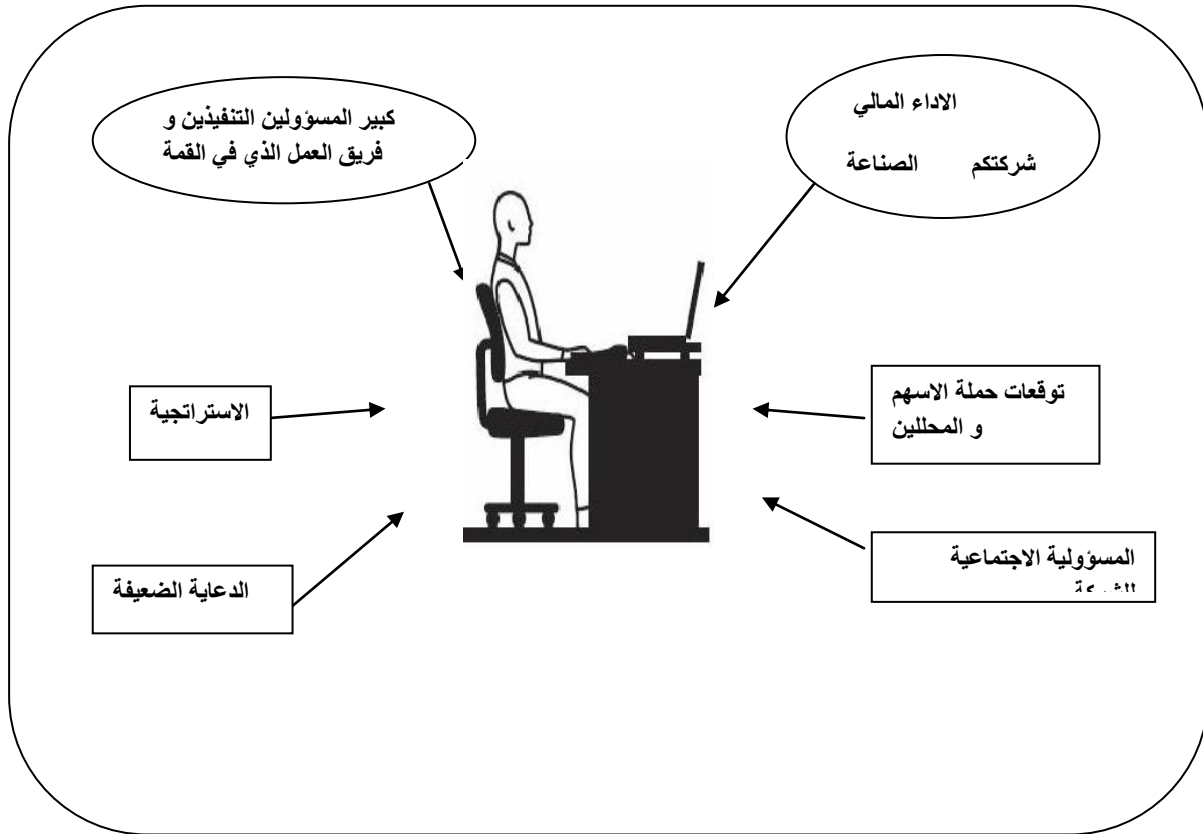 كبير المسؤولين التنفيذين و
فريق العمل الذي في القمة
الاداء المالي
شركتكم الصناعة
الاستراتجية
توقعات حملة الاسهم
و المحللين
الدعاية الضعيفة
المسؤولية الاجتماعية